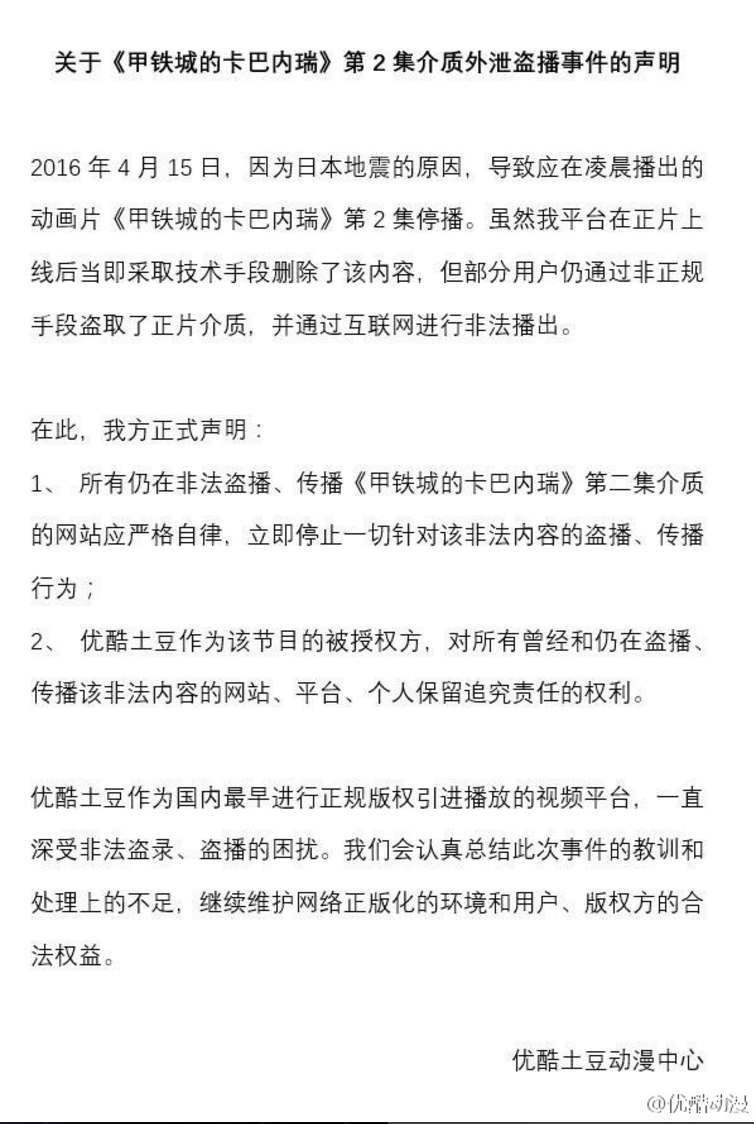 关于《甲铁城的卡巴内瑞》第2集介质外泄盗播事件的声明
2016年4月15日，因为日本地震的原因，导致应在凌晨播出的
动画片《甲铁城的卡巴内瑞》第2集停播。虽然我平台在正片上
线后当即采取技术手段删除了该内容，但部分用户仍通过非正规
手段盗取了正片介质，并通过互联网进行非法播出。
在此，我方正式声明：
1、 所有仍在非法盗播、传播《甲铁城的卡巴内瑞》第二集介质
的网站应严格自律，立即停止一切针对该非法内容的盗播、传播
行为；
2、 优酷土豆作为该节目的被授权方，对所有曾经和仍在盗播、
传播该非法内容的网站、平台、个人保留追究责任的权利。
优酷土豆作为国内最早进行正规版权引进播放的视频平台，一直
深受非法盗录、盗播的困扰。我们会认真总结此次事件的教训和
处理上的不足，继续维护网络正版化的环境和用户、版权方的合
法权益。
优酷土豆动漫中心
@优酷动漫